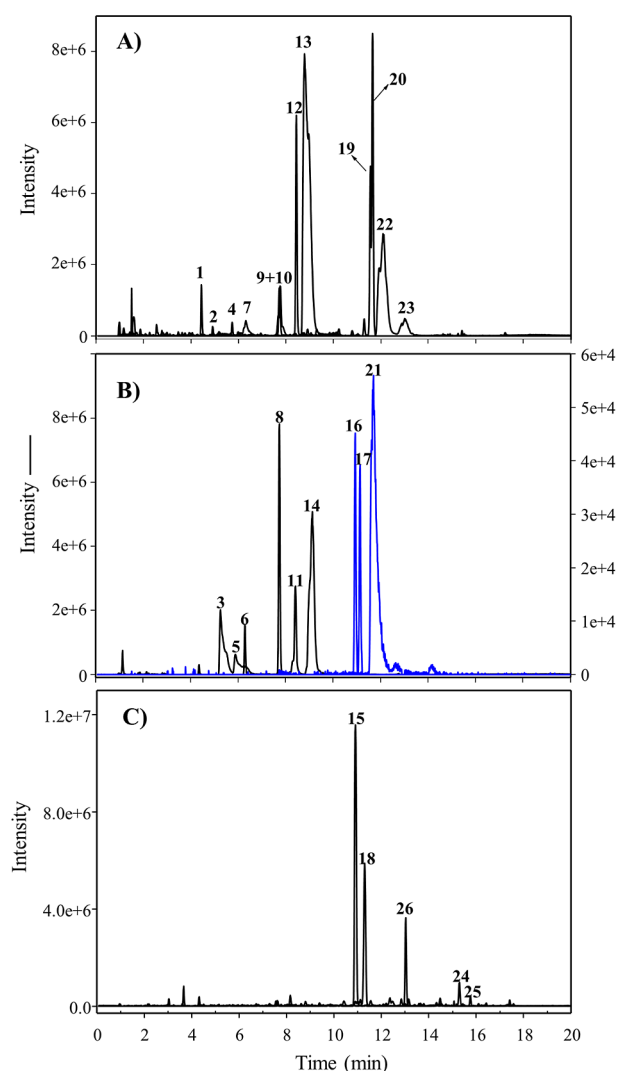 A)
13
20
12
19
22
1
9+10
2
4
7
23
8e+6
6e+6
4e+6
2e+6
0
Intensity
B)
21
8
16
17
14
11
3
5
6
8e+6
6e+6
4e+6
2e+6
0
Intensity
6e+4
5e+4
4e+4
3e+4
2e+4
1e+4
0
C)
15
18
26
24
25
1.2e+7
8.0e+6
4.0e+6
0.0
Intensity
0 2 4 6 8 10 12 14 16 18 20
Time (min)